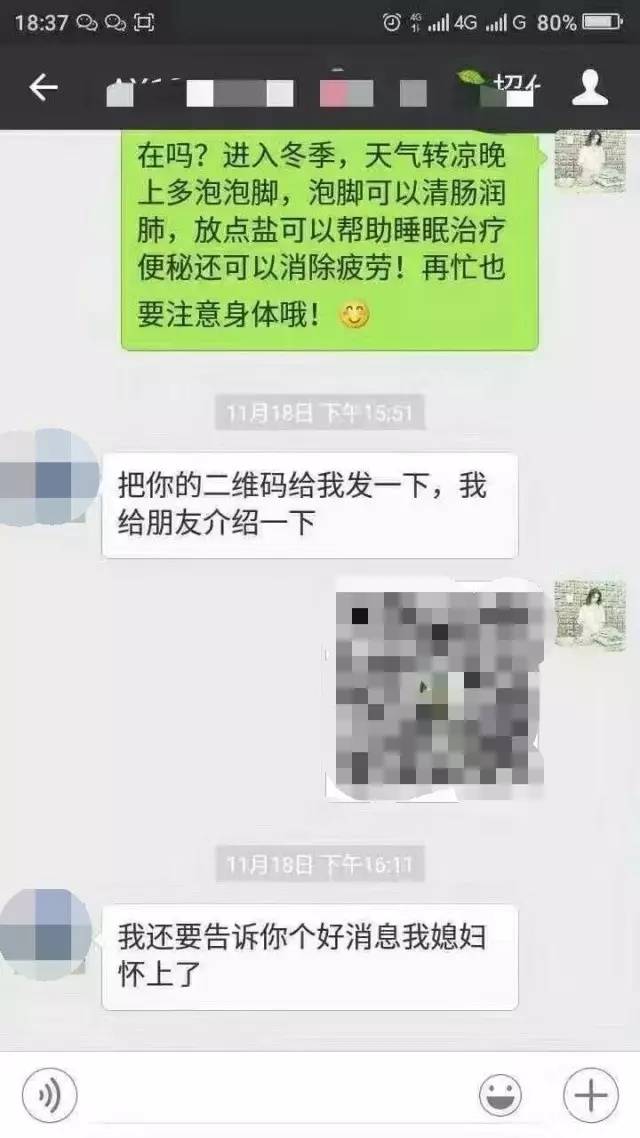 18:37 4G 4G G 80%
在吗？进入冬季，天气转凉晚
上多泡泡脚，泡脚可以清肠润
肺，放点盐可以帮助睡眠治疗
便秘还可以消除疲劳！再忙也
要注意身体哦！
11月18日 下午15:51
把你的二维码给我发一下，我
给朋友介绍一下
11月18日 下午16:11
我还要告诉你个好消息我媳妇
怀上了